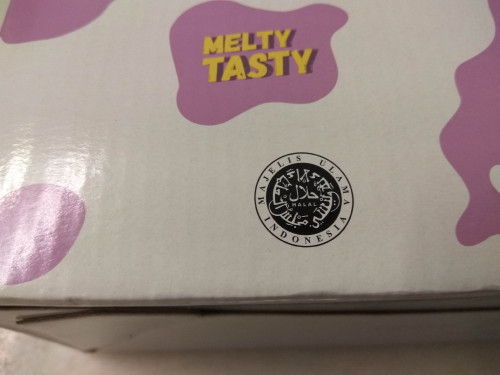 MELTY
TASTY
MAJELIS ULAMA
حلال
HALAL
INDONESIA